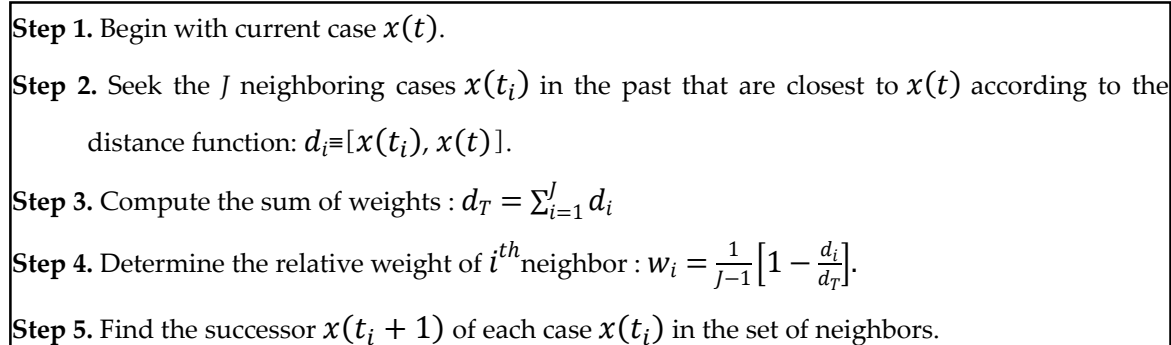 Step 1. Begin with current case x(t).
Step 2. Seek the J neighboring cases x(t_i) in the past that are closest to x(t) according to the
distance function: d_i≡[x(t_i), x(t)].
Step 3. Compute the sum of weights : d_T = ∑_{i=1}^{J} d_i
Step 4. Determine the relative weight of i^{th}neighbor : w_i = \frac{1}{J−1}[1 − \frac{d_i}{d_T}].
Step 5. Find the successor x(t_i + 1) of each case x(t_i) in the set of neighbors.